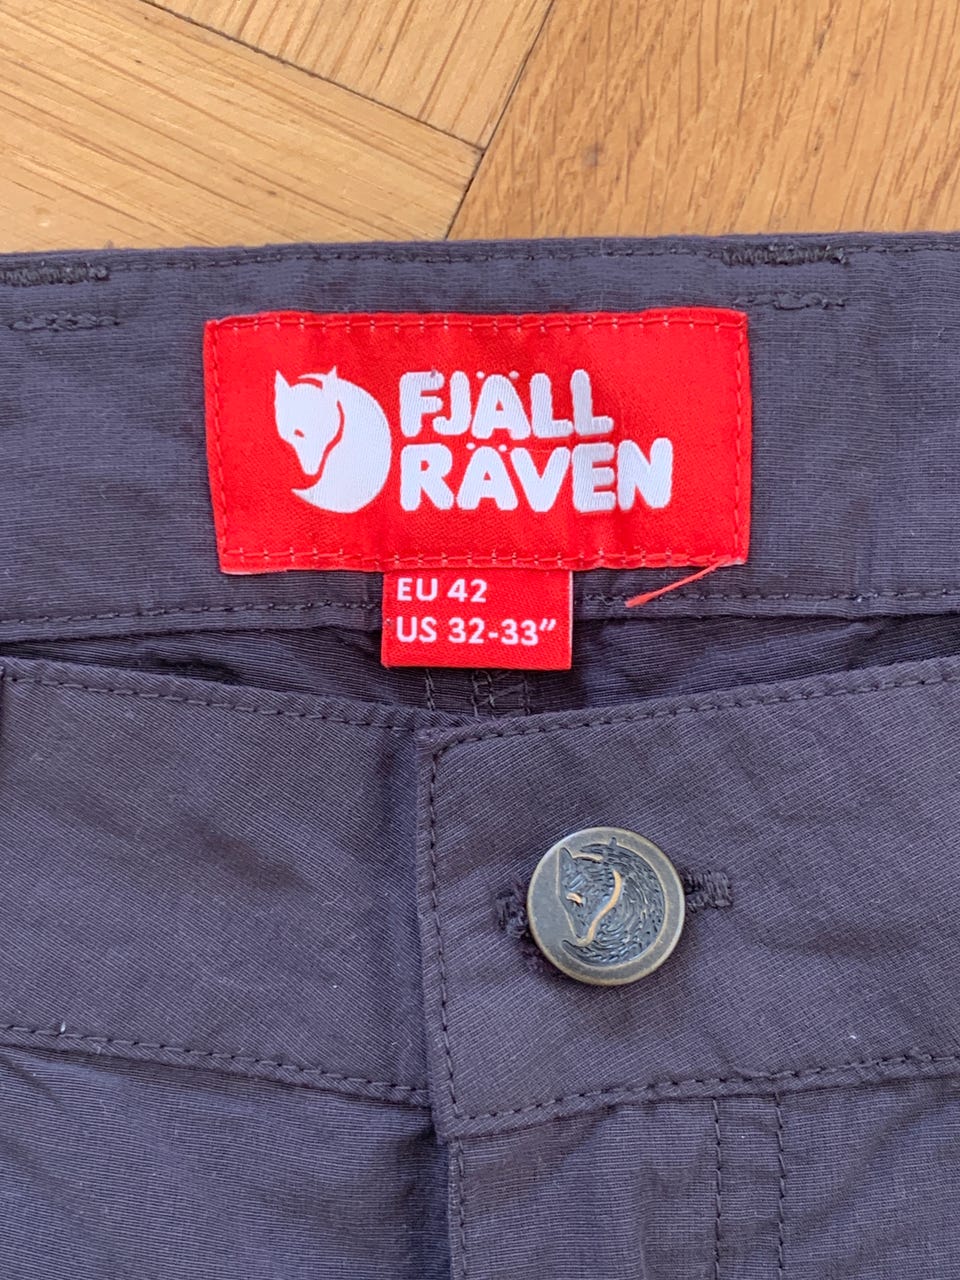 FJÄLL
RÄVEN
EU 42
US 32-33"